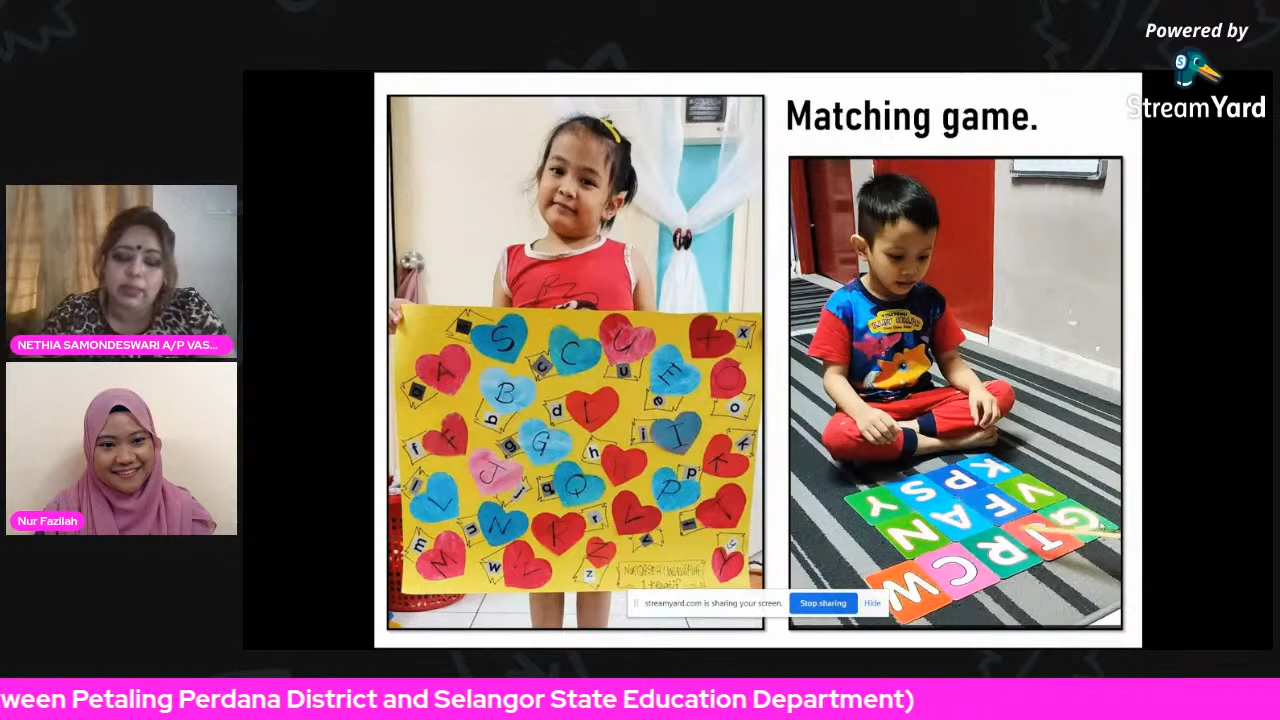 Powered by
StreamYard
Matching game.
NETHIA SAMONDESWARI A/P VAS...
Nur Fazilah
S
C
U
X
x
A
c
u
B
E
O
b
d
e
o
F
f
G
g
h
i
I
K
k
J
j
L
q
Q
p
P
N
n
R
r
M
m
W
w
z
Y
K
P
V
S
F
G
Y
A
T
N
R
C
W
streamyard.com is sharing your screen.
Stop sharing
Hide
tween Petaling Perdana District and Selangor State Education Department)